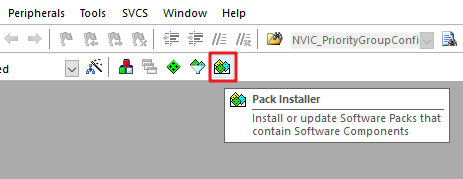 Peripherals Tools SVCS Window Help
NVIC_PriorityGroupConfi
ed
Pack Installer
Install or update Software Packs that
contain Software Components